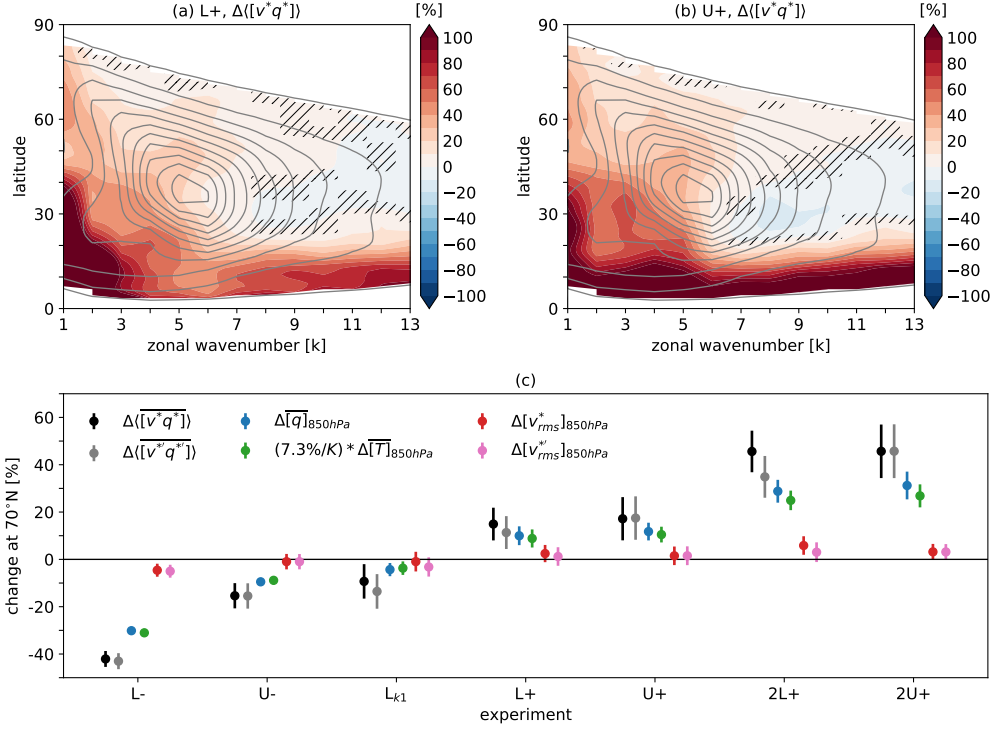 (a) L+, Δ⟨[v*q*]⟩
[%]
90
60
30
0
latitude
1 3 5 7 9 11 13
zonal wavenumber [k]
100
80
60
40
20
0
−20
−40
−60
−80
−100
(b) U+, Δ⟨[v*q*]⟩
[%]
90
60
30
0
latitude
1 3 5 7 9 11 13
zonal wavenumber [k]
100
80
60
40
20
0
−20
−40
−60
−80
−100
(c)
Δ⟨[v*q*]⟩
Δ⟨[v*′q*′]⟩
Δ[q]850hPa
(7.3%/K) * Δ[T]850hPa
Δ[v*rms]850hPa
Δ[v*′rms]850hPa
60
40
20
0
-20
-40
change at 70°N [%]
L- U- Lk1 L+ U+ 2L+ 2U+
experiment